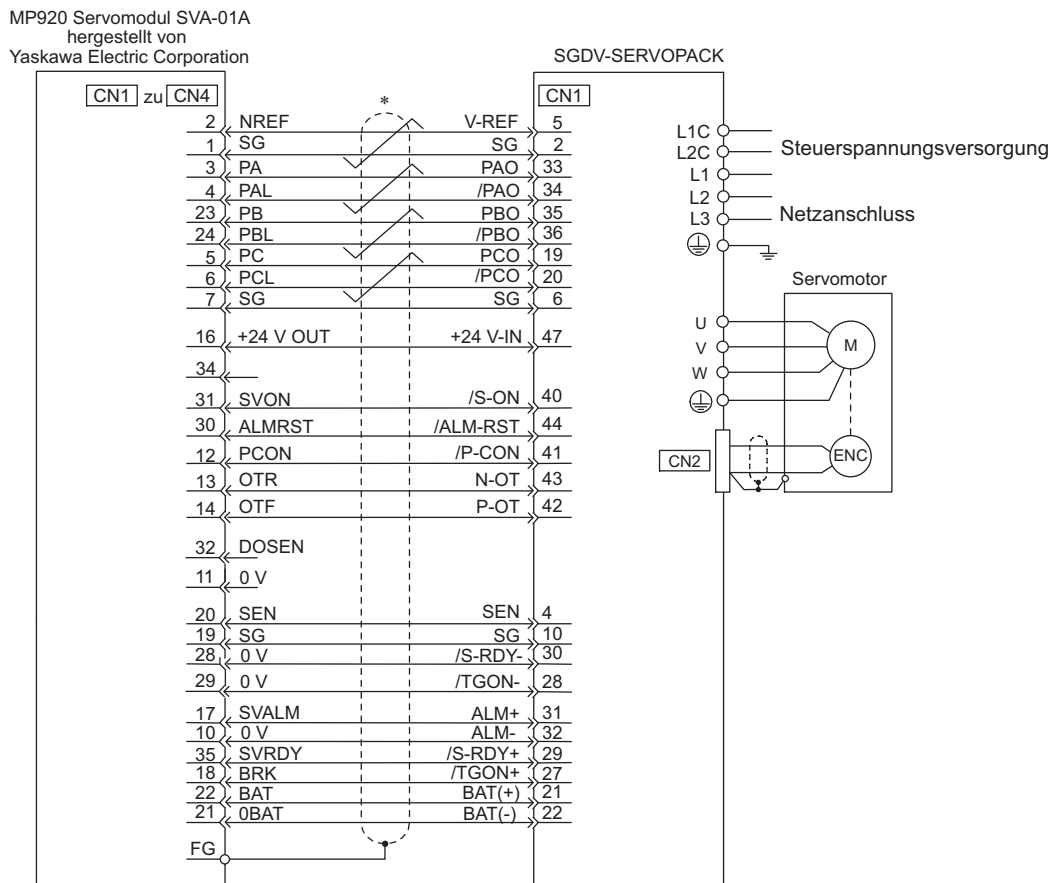 MP920 Servomodul SVA-01A
hergestellt von
Yaskawa Electric Corporation
SGDV-SERVOPACK
CN1 zu CN4
*
CN1
2 NREF V-REF 5
1 SG SG 2
3 PA PAO 33
4 PAL /PAO 34
23 PB PBO 35
24 PBL /PBO 36
5 PC PCO 19
6 PCL /PCO 20
7 SG SG 6
16 +24 V OUT +24 V-IN 47
34
31 SVON /S-ON 40
30 ALMRST /ALM-RST 44
12 PCON /P-CON 41
13 OTR N-OT 43
14 OTF P-OT 42
32 DOSEN
11 0 V
20 SEN SEN 4
19 SG SG 10
28 0 V /S-RDY- 30
29 0 V /TGON- 28
17 SVALM ALM+ 31
10 0 V ALM- 32
35 SVRDY /S-RDY+ 29
18 BRK /TGON+ 27
22 BAT BAT(+) 21
21 0BAT BAT(-) 22
FG
L1C
L2C
Steuerspannungsversorgung
L1
L2
L3
Netzanschluss
Servomotor
U
V
W
M
CN2
ENC